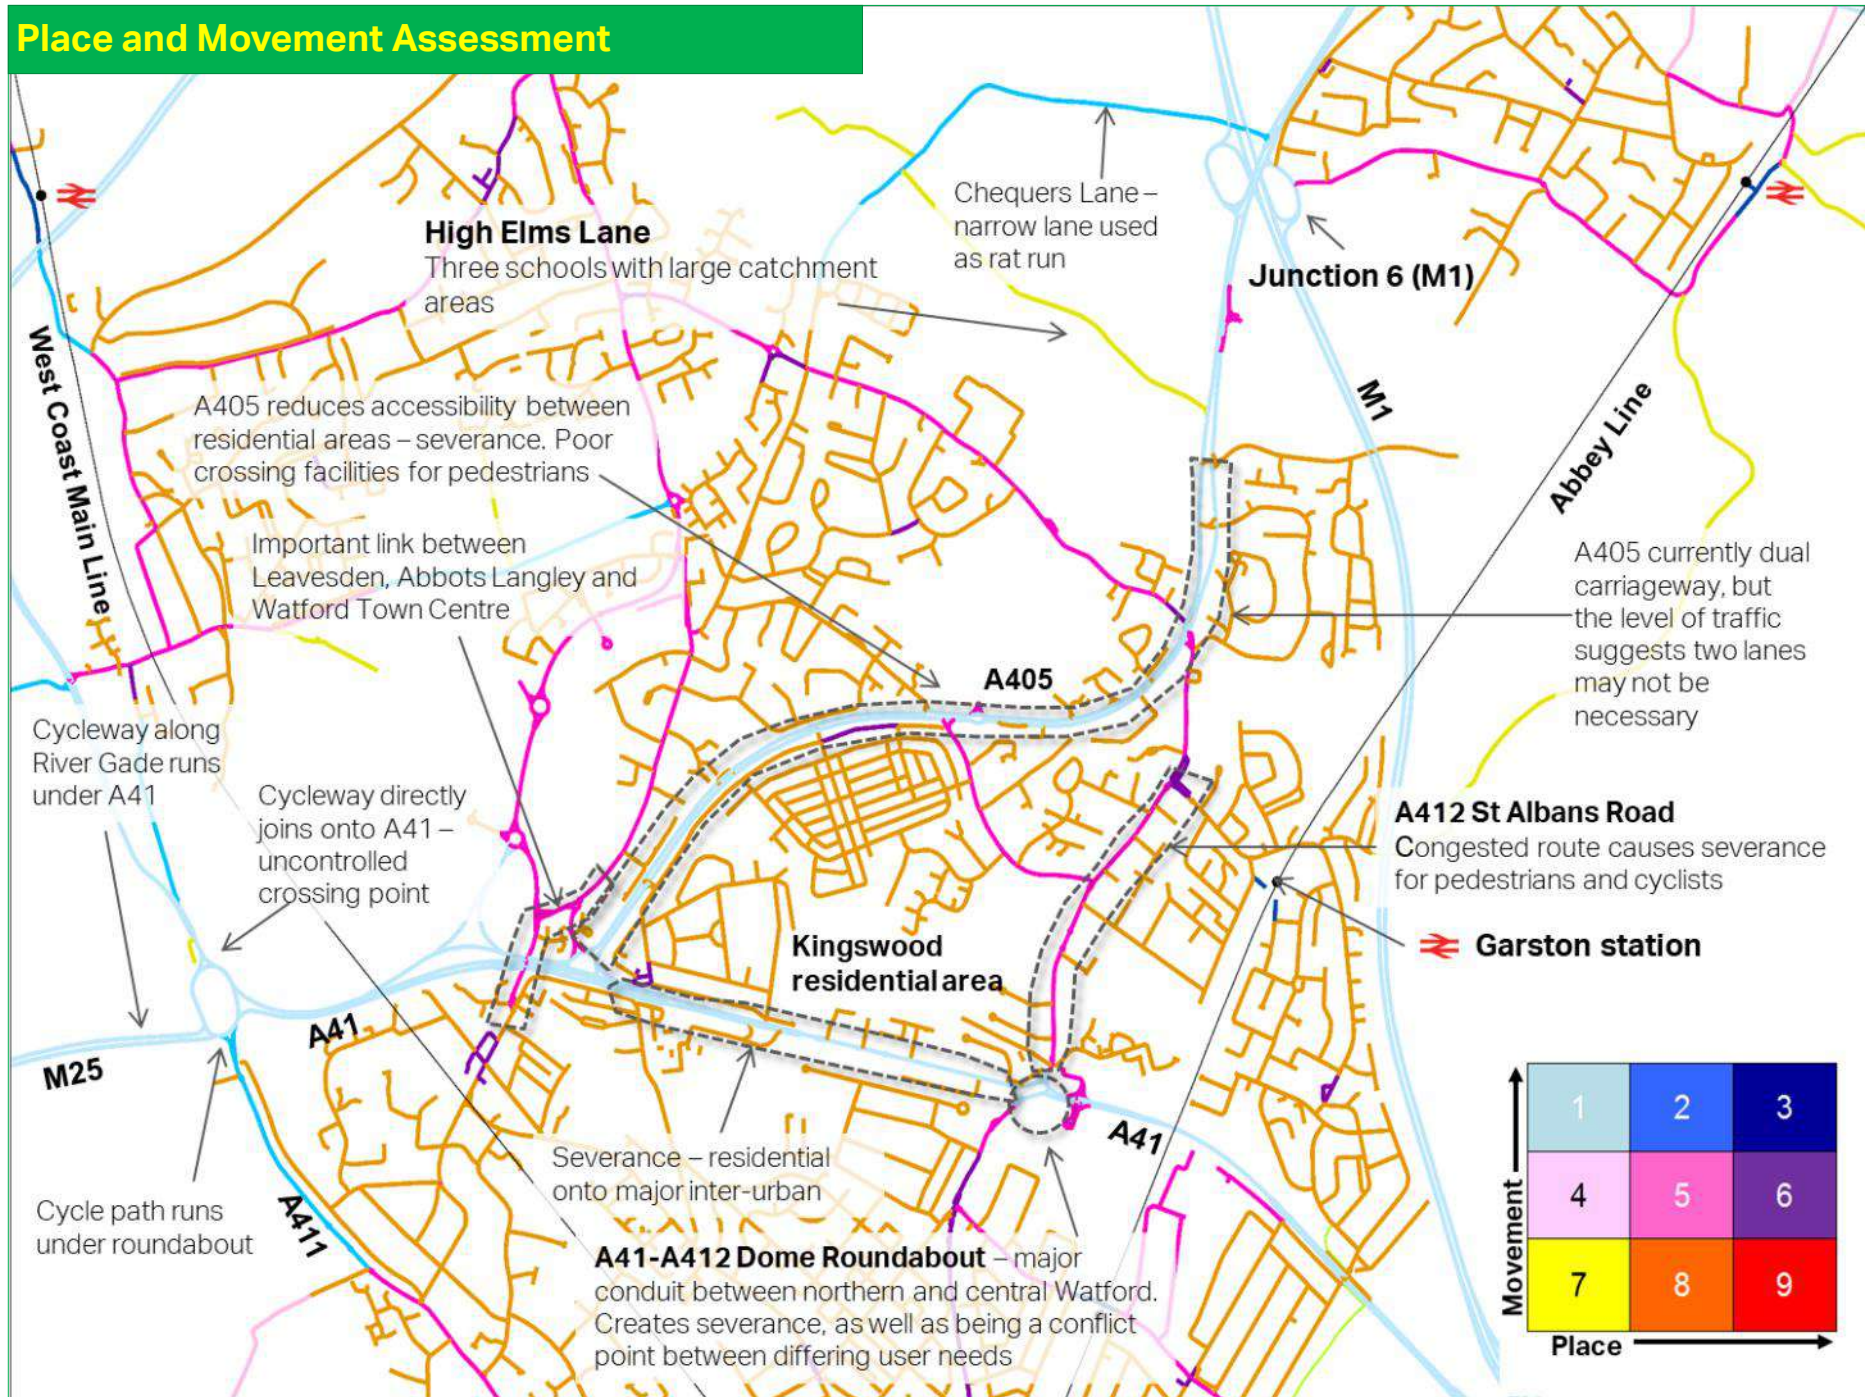 Place and Movement Assessment
High Elms Lane
Three schools with large catchment
areas
Chequers Lane –
narrow lane used
as rat run
Junction 6 (M1)
West Coast Main Line
M1
Abbey Line
A405 reduces accessibility between
residential areas – severance. Poor
crossing facilities for pedestrians
Important link between
Leavesden, Abbots Langley and
Watford Town Centre
A405 currently dual
carriageway, but
the level of traffic
suggests two lanes
may not be
necessary
A405
Cycleway along
River Gade runs
under A41
Cycleway directly
joins onto A41 –
uncontrolled
crossing point
A412 St Albans Road
Congested route causes severance
for pedestrians and cyclists
Kingswood
residential area
Garston station
A41
M25
A41
Severance – residential
onto major inter-urban
Cycle path runs
under roundabout
A411
A41-A412 Dome Roundabout – major
conduit between northern and central Watford.
Creates severance, as well as being a conflict
point between differing user needs
Movement
1 2 3
4 5 6
7 8 9
Place